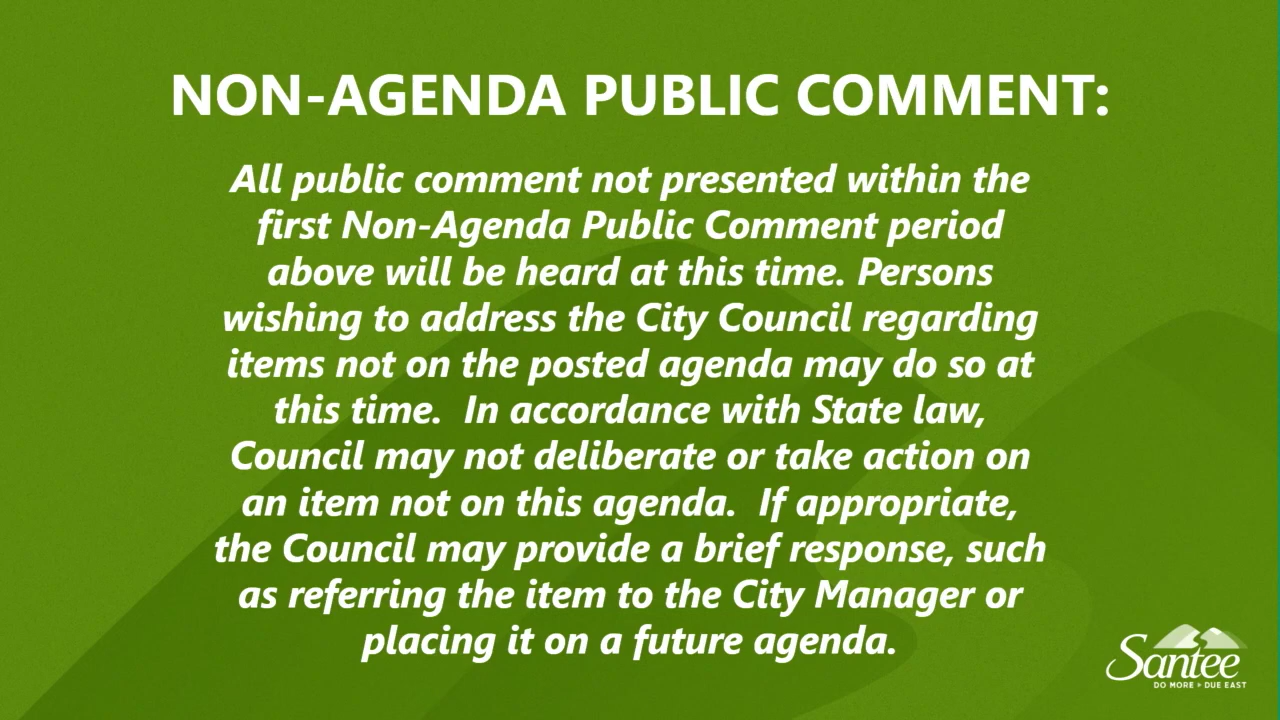 NON-AGENDA PUBLIC COMMENT:
All public comment not presented within the
first Non-Agenda Public Comment period
above will be heard at this time. Persons
wishing to address the City Council regarding
items not on the posted agenda may do so at
this time.  In accordance with State law,
Council may not deliberate or take action on
an item not on this agenda.  If appropriate,
the Council may provide a brief response, such
as referring the item to the City Manager or
placing it on a future agenda.
Santee
DO MORE ▸ DUE EAST